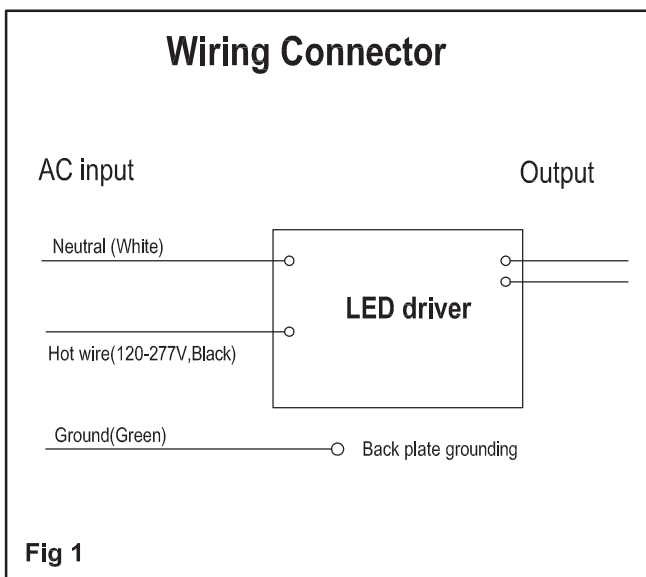 Wiring Connector
AC input
Output
Neutral (White)
LED driver
Hot wire(120-277V,Black)
Ground(Green)
Back plate grounding
Fig 1